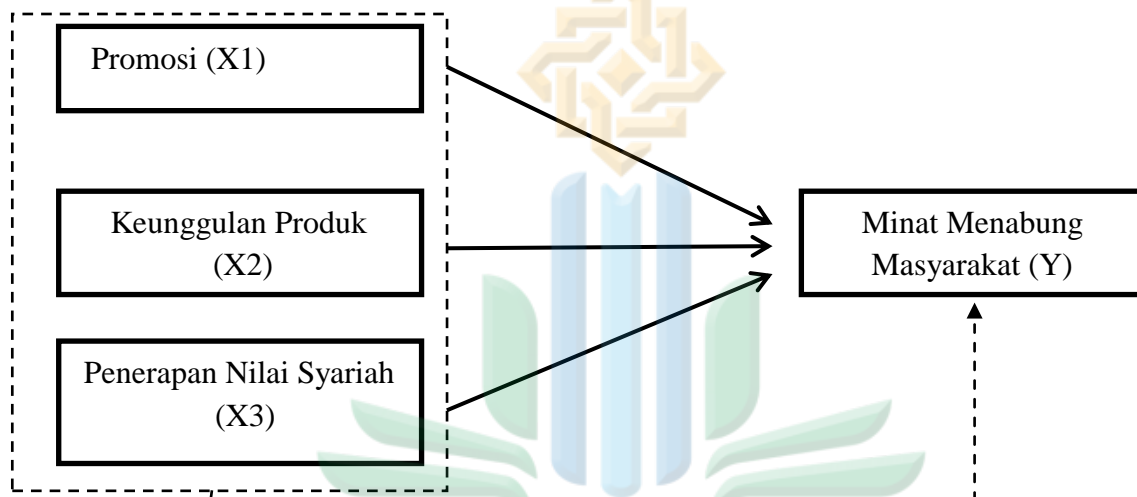 Promosi (X1)
Keunggulan Produk
(X2)
Penerapan Nilai Syariah
(X3)
Minat Menabung
Masyarakat (Y)